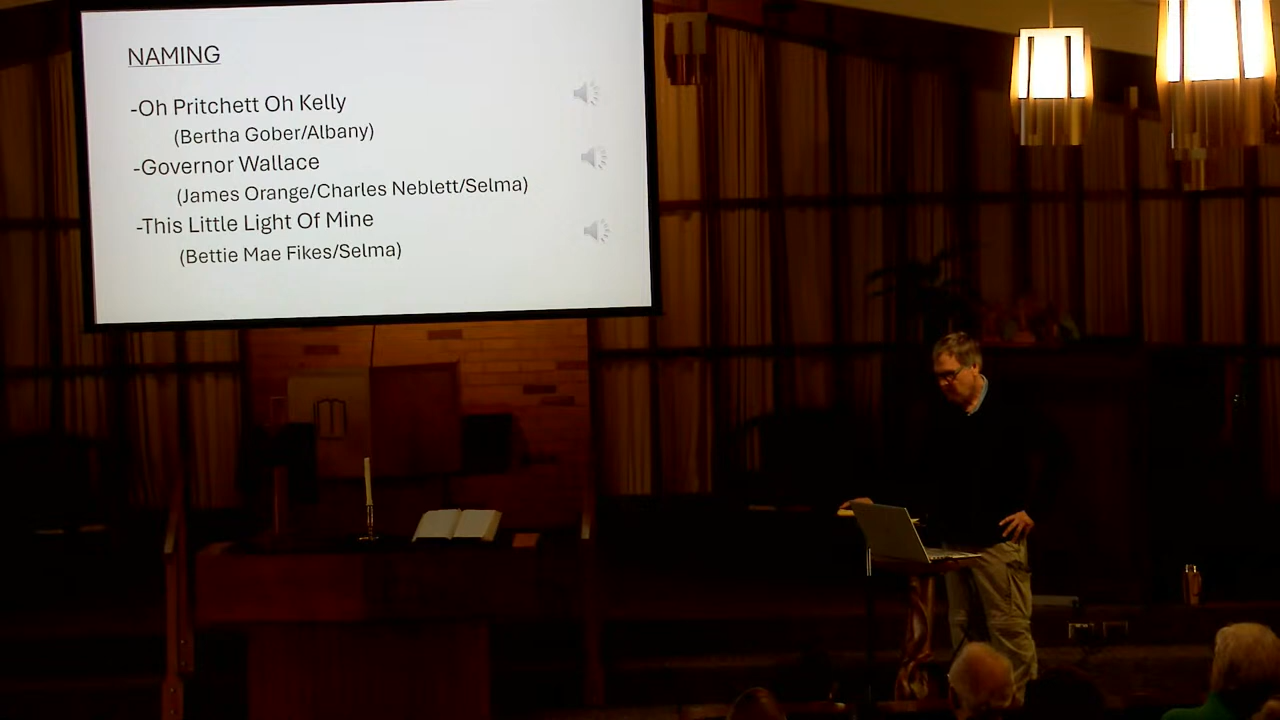 NAMING
-Oh Pritchett Oh Kelly
(Bertha Gober/Albany)
-Governor Wallace
(James Orange/Charles Neblett/Selma)
-This Little Light Of Mine
(Bettie Mae Fikes/Selma)